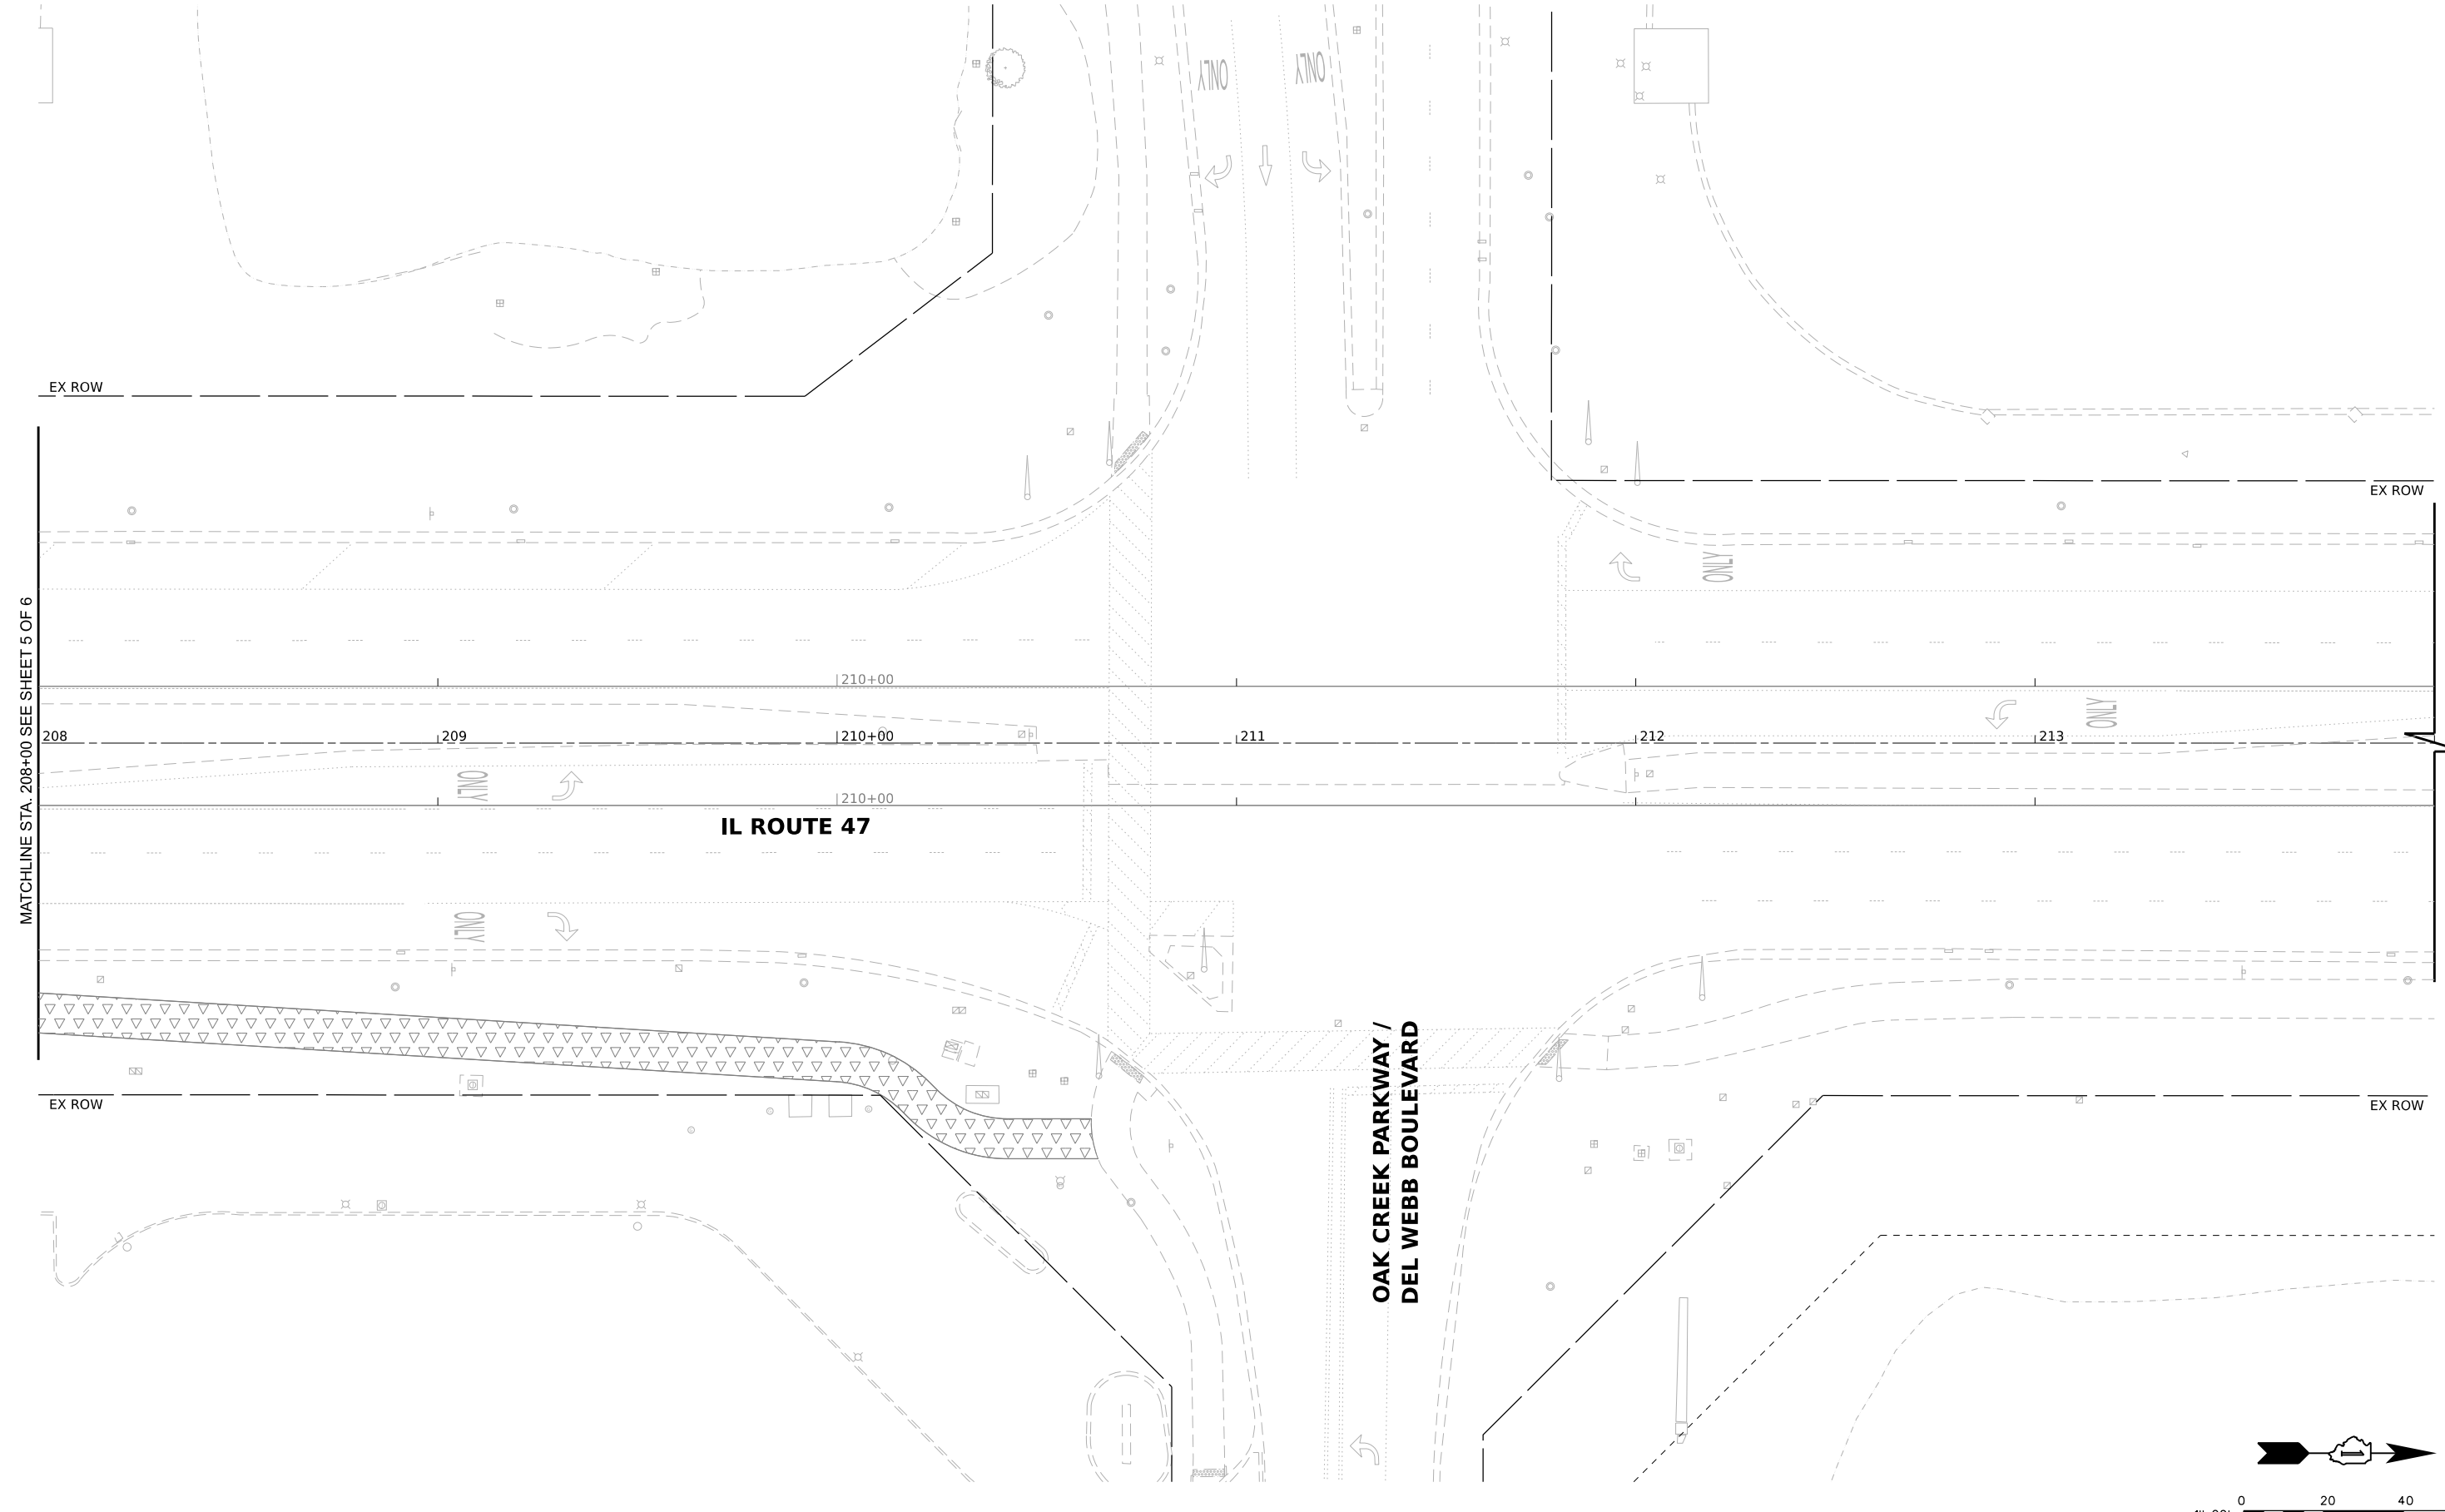 ONLY
ONLY
EX ROW
EX ROW
ONLY
MATCHLINE STA. 208+00 SEE SHEET 5 OF 6
210+00
ONLY
208
209
210+00
211
212
213
ONLY
210+00
IL ROUTE 47
ONLY
OAK CREEK PARKWAY /
DEL WEBB BOULEVARD
EX ROW
EX ROW
0 20 40